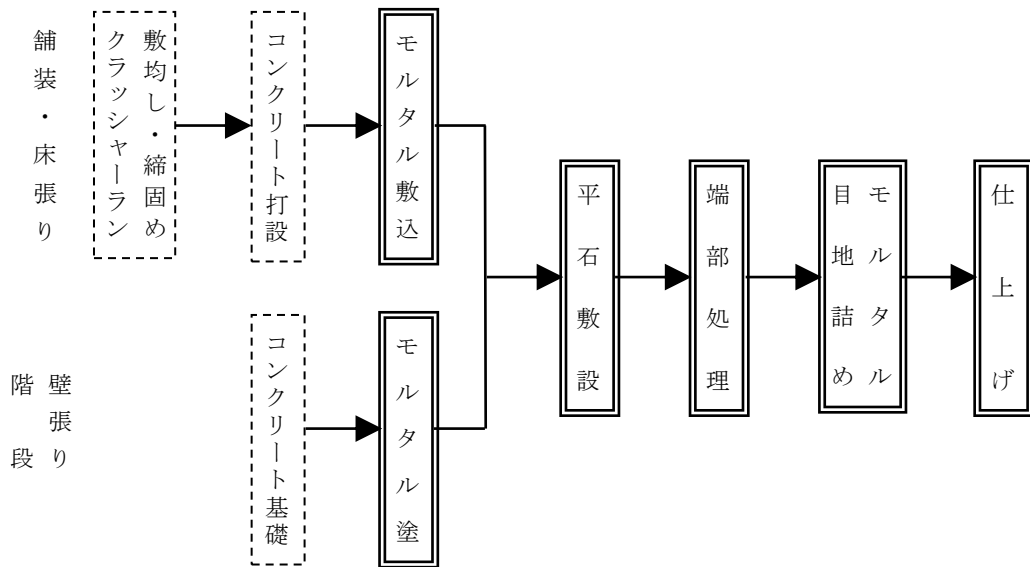 舗装・床張り
敷均し・締固め
クラッシャーラン
コンクリート打設
モルタル敷込
壁張り
階段
コンクリート基礎
モルタル塗
平石敷設
端部処理
モルタル
目地詰め
仕上げ